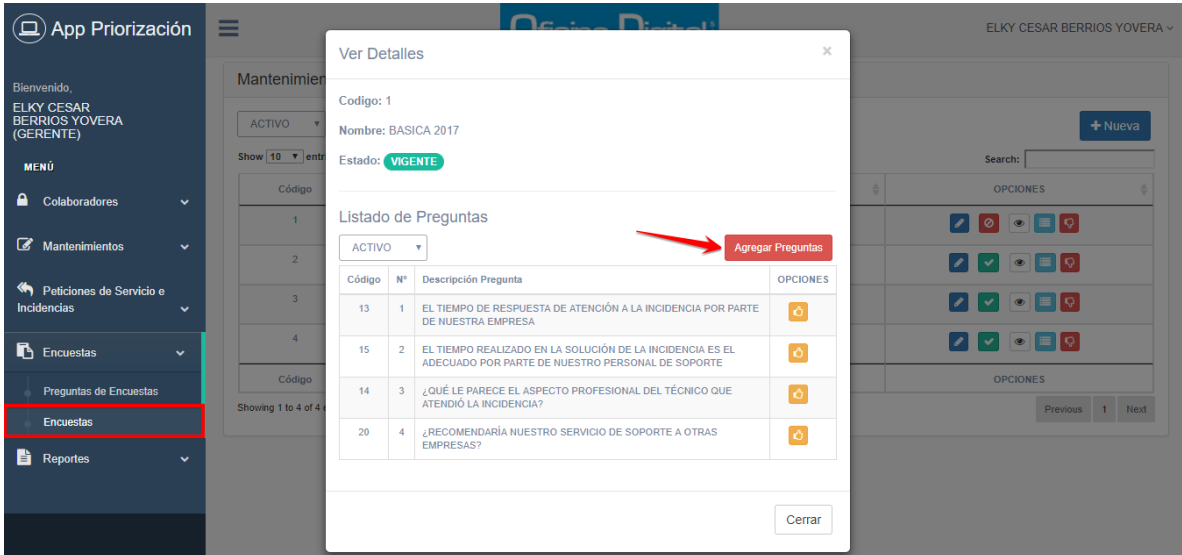 App Priorización
Oficina Digital
ELKY CESAR BERRIOS YOVERA
Bienvenido,
ELKY CESAR
BERRIOS YOVERA
(GERENTE)
MENÚ
Colaboradores
Mantenimientos
Peticiones de Servicio e
Incidencias
Encuestas
Preguntas de Encuestas
Encuestas
Reportes
Mantenimien
ACTIVO
Nueva
Show 10 entri
Search:
Código
OPCIONES
1
2
3
4
Código
OPCIONES
Showing 1 to 4 of 4 e
Previous 1 Next
Ver Detalles
×
Codigo: 1
Nombre: BASICA 2017
Estado: VIGENTE
Listado de Preguntas
ACTIVO
Agregar Preguntas
Código Nº Descripción Pregunta OPCIONES
13 1 EL TIEMPO DE RESPUESTA DE ATENCIÓN A LA INCIDENCIA POR PARTE
DE NUESTRA EMPRESA
15 2 EL TIEMPO REALIZADO EN LA SOLUCIÓN DE LA INCIDENCIA ES EL
ADECUADO POR PARTE DE NUESTRO PERSONAL DE SOPORTE
14 3 ¿QUÉ LE PARECE EL ASPECTO PROFESIONAL DEL TÉCNICO QUE
ATENDIÓ LA INCIDENCIA?
20 4 ¿RECOMENDARÍA NUESTRO SERVICIO DE SOPORTE A OTRAS
EMPRESAS?
Cerrar